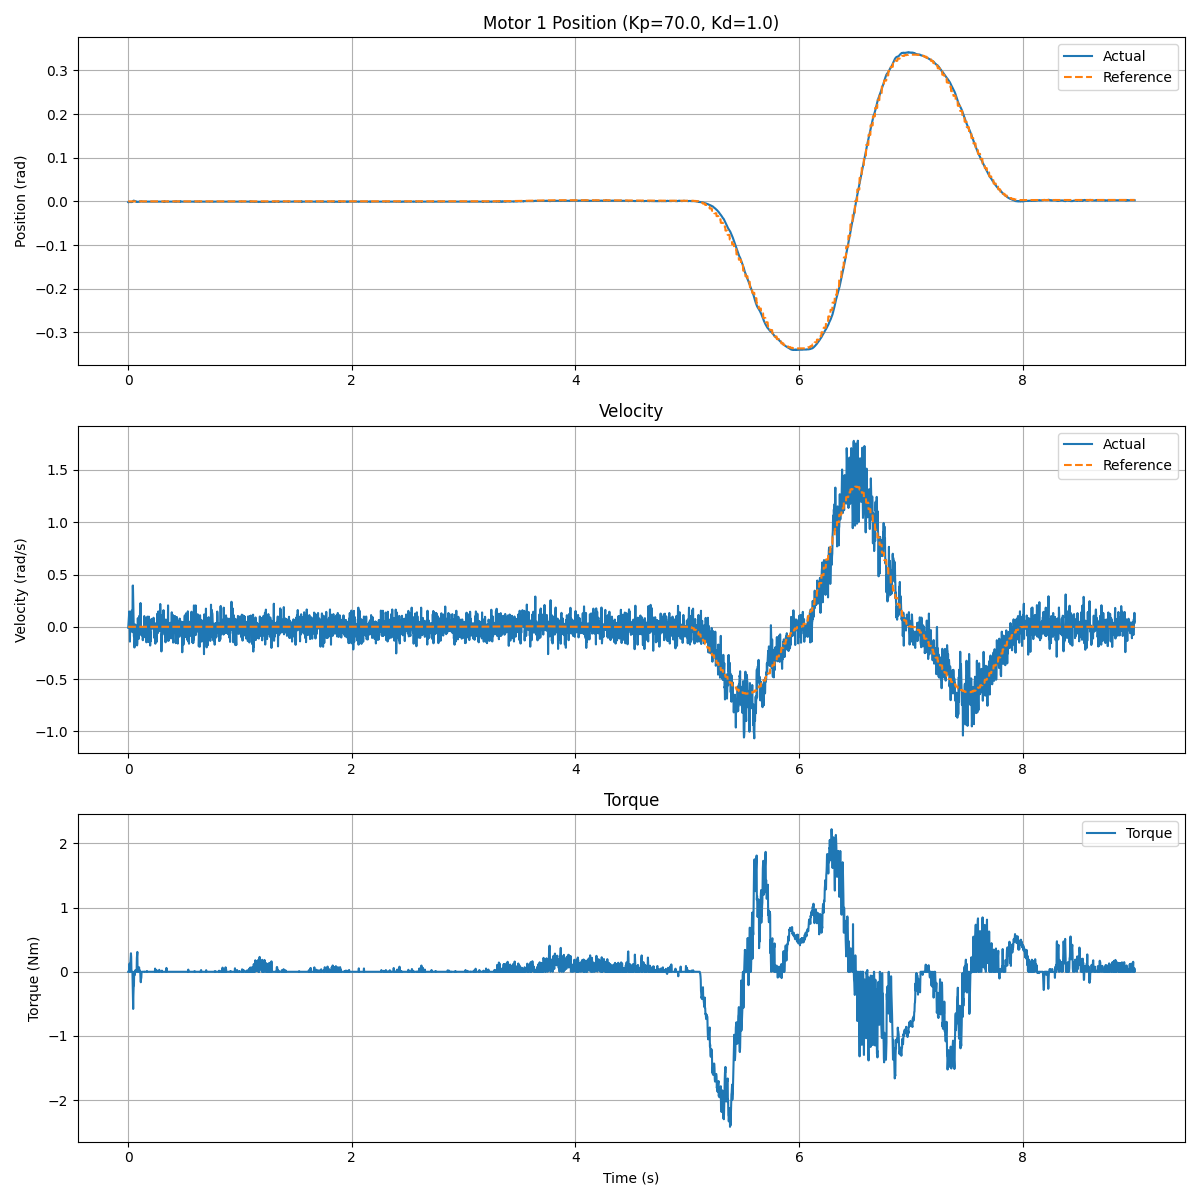 Motor 1 Position (Kp=70.0, Kd=1.0)
Actual
Reference
0.3
0.2
0.1
0.0
−0.1
−0.2
−0.3
Position (rad)
0 2 4 6 8
Velocity
Actual
Reference
1.5
1.0
0.5
0.0
−0.5
−1.0
Velocity (rad/s)
0 2 4 6 8
Torque
Torque
2
1
0
−1
−2
Torque (Nm)
0 2 4 6 8
Time (s)